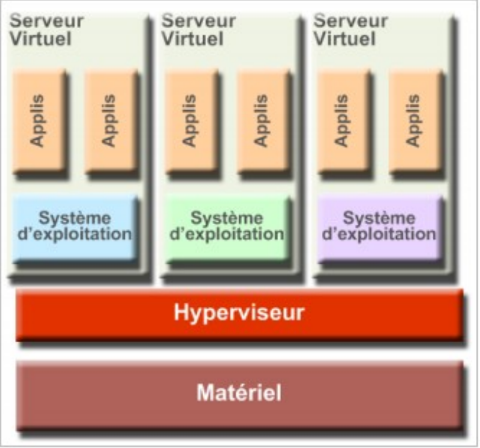 Serveur
Virtuel
Applis
Applis
Système
d'exploitation
Serveur
Virtuel
Applis
Applis
Système
d'exploitation
Serveur
Virtuel
Applis
Applis
Système
d'exploitation
Hyperviseur
Matériel